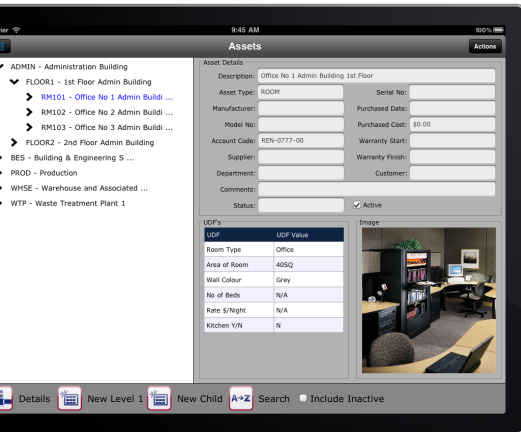 9:45 AM
100%
Assets
Actions
ADMIN - Administration Building
FLOOR1 - 1st Floor Admin Building
RM101 - Office No 1 Admin Buildi ...
RM102 - Office No 2 Admin Buildi ...
RM103 - Office No 3 Admin Buildi ...
FLOOR2 - 2nd Floor Admin Building
BES - Building & Engineering S ...
PROD - Production
WHSE - Warehouse and Associated ...
WTP - Waste Treatment Plant 1
Asset Details
Description: Office No 1 Admin Building 1st Floor
Asset Type: ROOM Serial No:
Manufacturer: Purchased Date:
Model No: Purchased Cost: $0.00
Account Code: REN-0777-00 Warranty Start:
Supplier: Warranty Finish:
Department: Customer:
Comments:
Status: Active
UDF's
UDF UDF Value
Room Type Office
Area of Room 40SQ
Wall Colour Grey
No of Beds N/A
Rate $/Night N/A
Kitchen Y/N N
Image
Details New Level 1 New Child A→Z Search Include Inactive